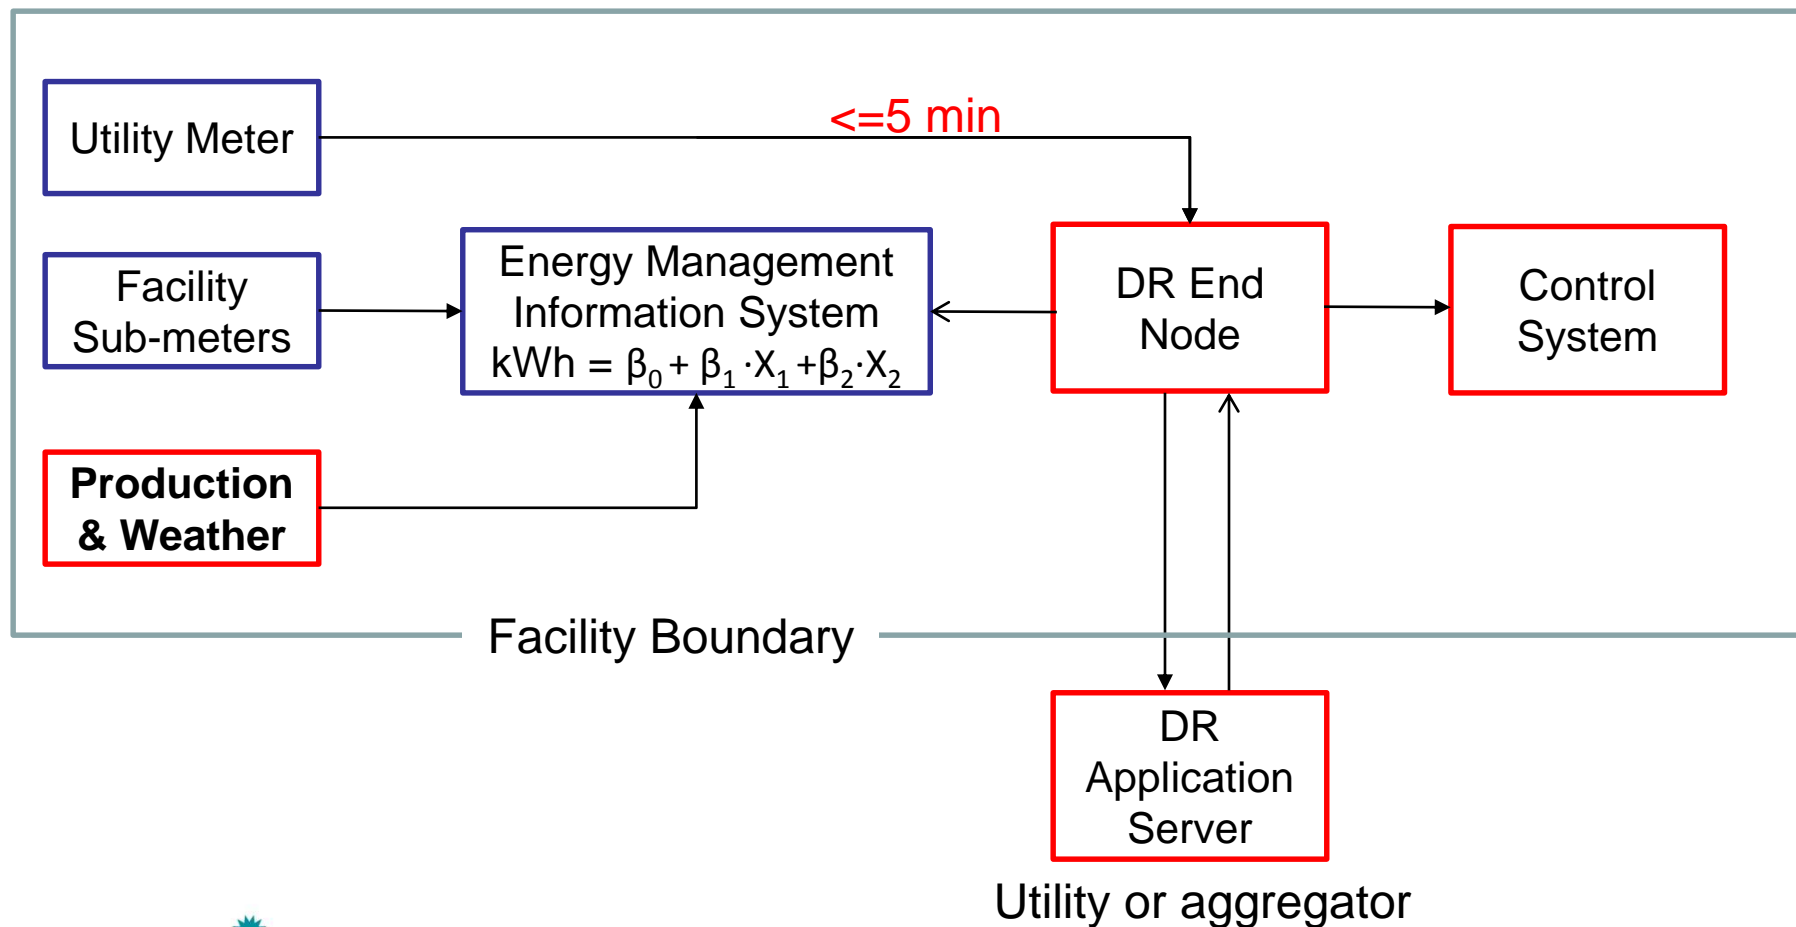 <=5 min
Utility Meter
Facility
Sub-meters
Energy Management
Information System
kWh = β₀ + β₁ ·X₁ +β₂·X₂
DR End
Node
Control
System
Production
& Weather
Facility Boundary
DR
Application
Server
Utility or aggregator